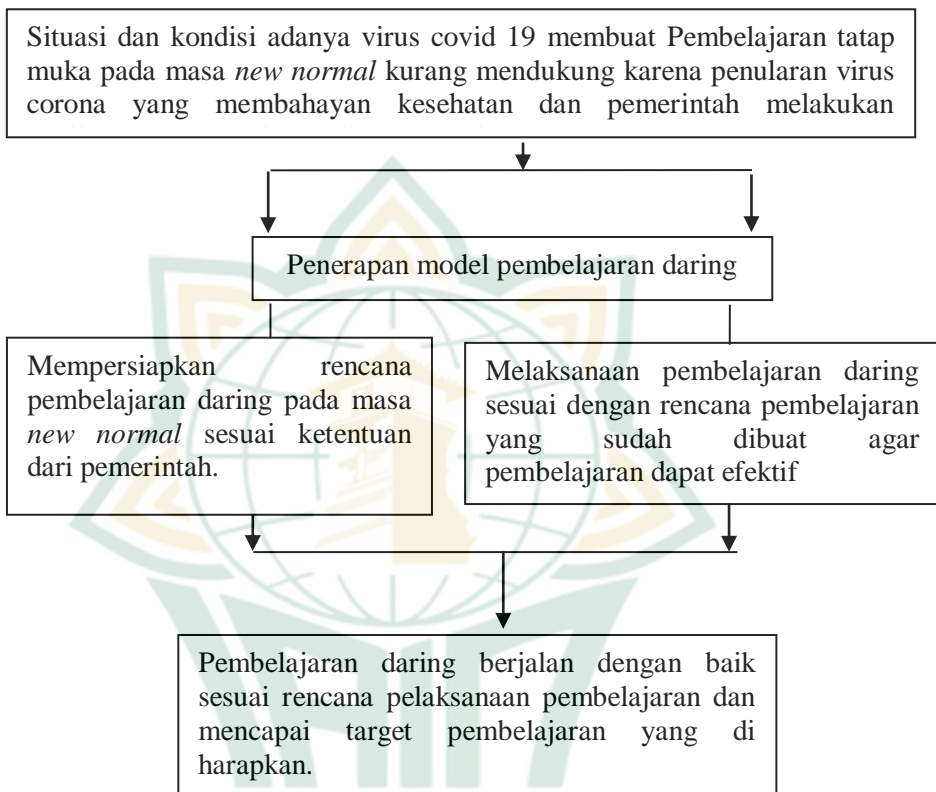 Situasi dan kondisi adanya virus covid 19 membuat Pembelajaran tatap
muka pada masa new normal kurang mendukung karena penularan virus
corona yang membahayan kesehatan dan pemerintah melakukan
Penerapan model pembelajaran daring
Mempersiapkan rencana
pembelajaran daring pada masa
new normal sesuai ketentuan
dari pemerintah.
Melaksanaan pembelajaran daring
sesuai dengan rencana pembelajaran
yang sudah dibuat agar
pembelajaran dapat efektif
Pembelajaran daring berjalan dengan baik
sesuai rencana pelaksanaan pembelajaran dan
mencapai target pembelajaran yang di
harapkan.